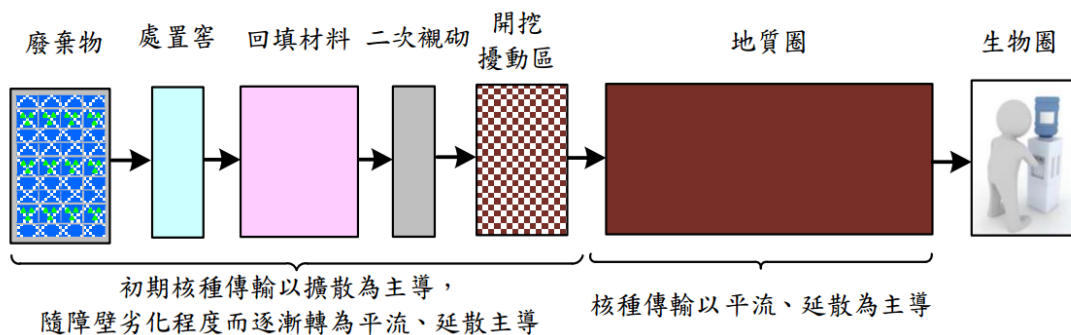 廢棄物
處置窖
回填材料
二次襯砌
開挖
擾動區
地質圈
生物圈
初期核種傳輸以擴散為主導，
隨障壁劣化程度而逐漸轉為平流、延散主導
核種傳輸以平流、延散為主導